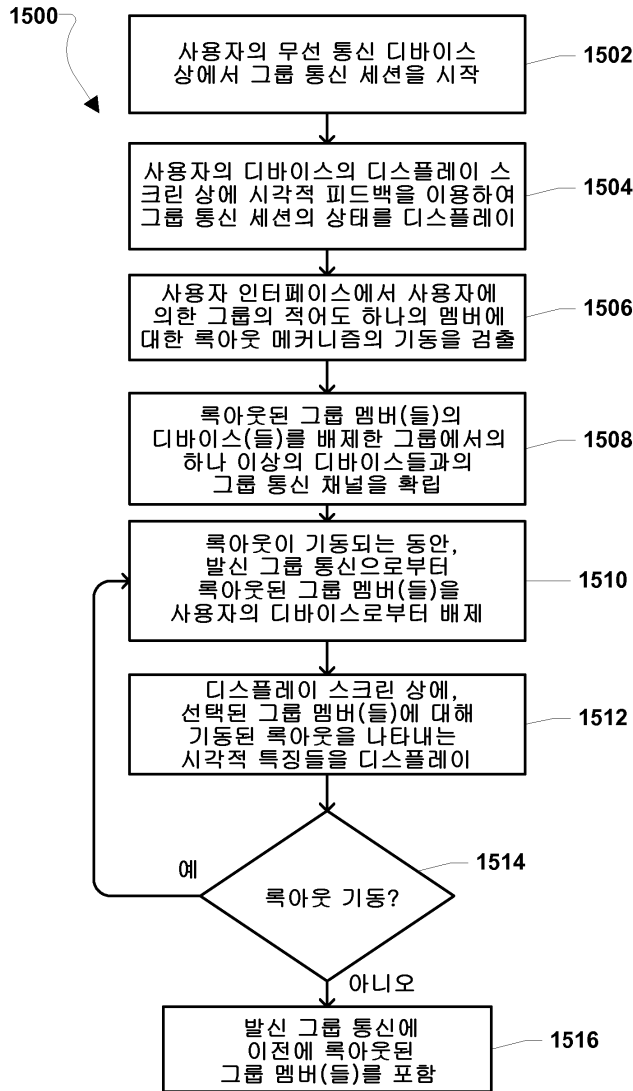 1500
사용자의 무선 통신 디바이스
상에서 그룹 통신 세션을 시작
1502
사용자의 디바이스의 디스플레이 스
크린 상에 시각적 피드백을 이용하여
그룹 통신 세션의 상태를 디스플레이
1504
사용자 인터페이스에서 사용자에
의한 그룹의 적어도 하나의 멤버에
대한 록아웃 메커니즘의 기동을 검출
1506
록아웃된 그룹 멤버(들)의
디바이스(들)를 배제한 그룹에서의
하나 이상의 디바이스들과의
그룹 통신 채널을 확립
1508
록아웃이 기동되는 동안,
발신 그룹 통신으로부터
록아웃된 그룹 멤버(들)을
사용자의 디바이스로부터 배제
1510
디스플레이 스크린 상에,
선택된 그룹 멤버(들)에 대해
기동된 록아웃을 나타내는
시각적 특징들을 디스플레이
1512
예
록아웃 기동?
1514
아니오
발신 그룹 통신에
이전에 록아웃된
그룹 멤버(들)를 포함
1516